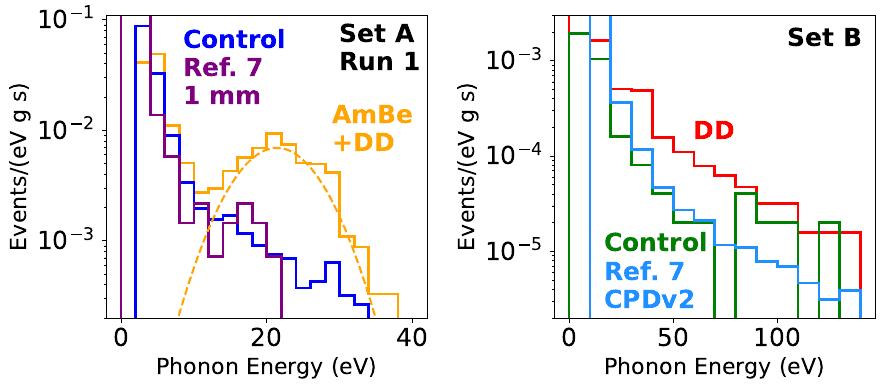 Control
Ref. 7
1 mm
Set A
Run 1
AmBe
+DD
10⁻¹
10⁻²
10⁻³
Events/(eV g s)
0
20
40
Phonon Energy (eV)
Set B
DD
Control
Ref. 7
CPDv2
10⁻³
10⁻⁴
10⁻⁵
Events/(eV g s)
0
50
100
Phonon Energy (eV)